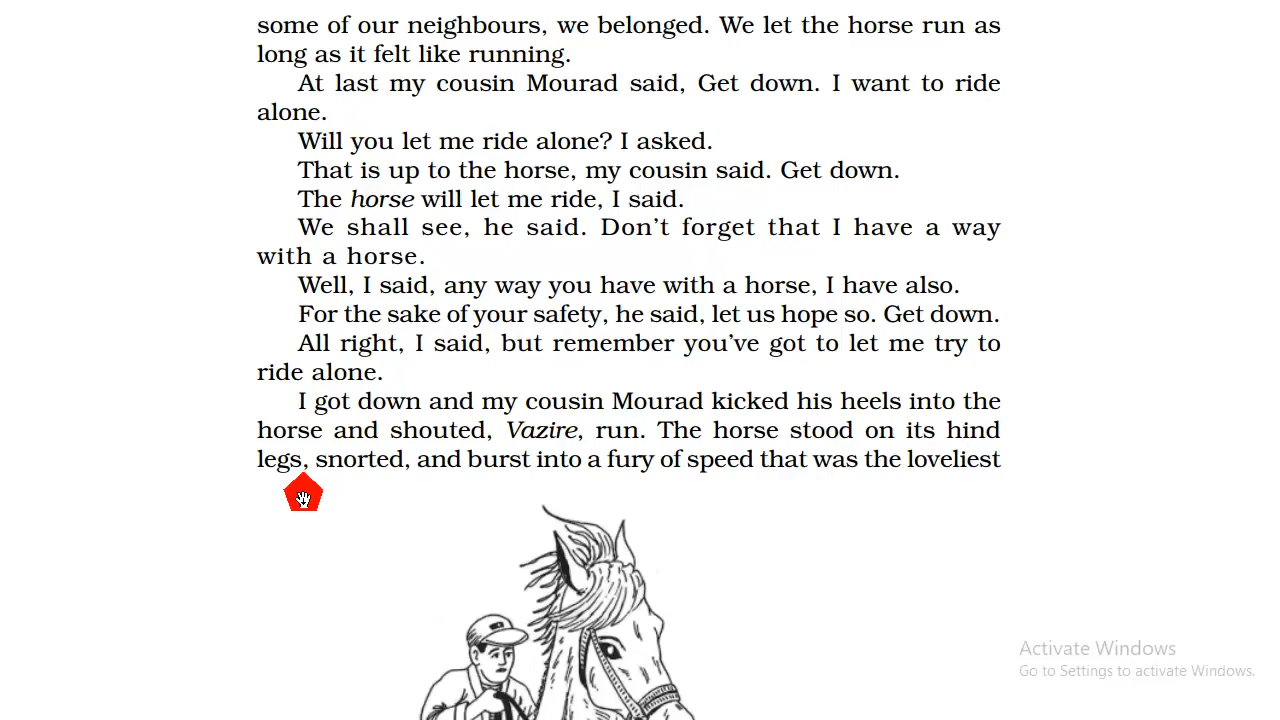 some of our neighbours, we belonged. We let the horse run as
long as it felt like running.
At last my cousin Mourad said, Get down. I want to ride
alone.
Will you let me ride alone? I asked.
That is up to the horse, my cousin said. Get down.
The horse will let me ride, I said.
We shall see, he said. Don't forget that I have a way
with a horse.
Well, I said, any way you have with a horse, I have also.
For the sake of your safety, he said, let us hope so. Get down.
All right, I said, but remember you've got to let me try to
ride alone.
I got down and my cousin Mourad kicked his heels into the
horse and shouted, Vazire, run. The horse stood on its hind
legs, snorted, and burst into a fury of speed that was the loveliest
Activate Windows
Go to Settings to activate Windows.